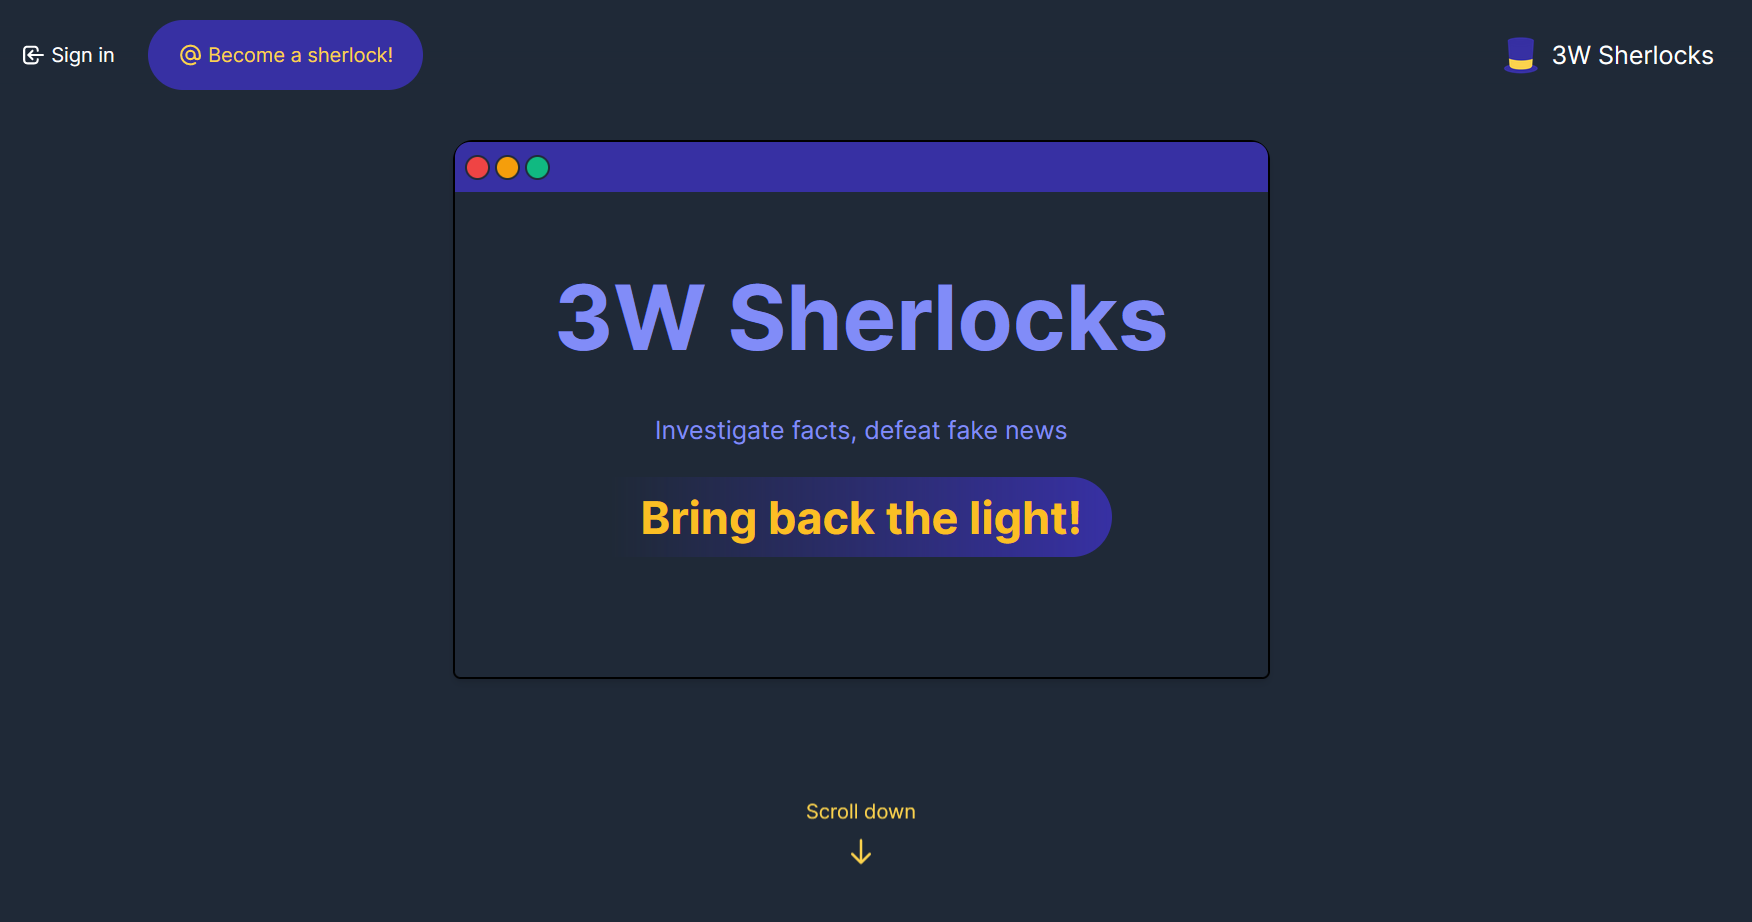 Sign in
Become a sherlock!
3W Sherlocks
3W Sherlocks
Investigate facts, defeat fake news
Bring back the light!
Scroll down